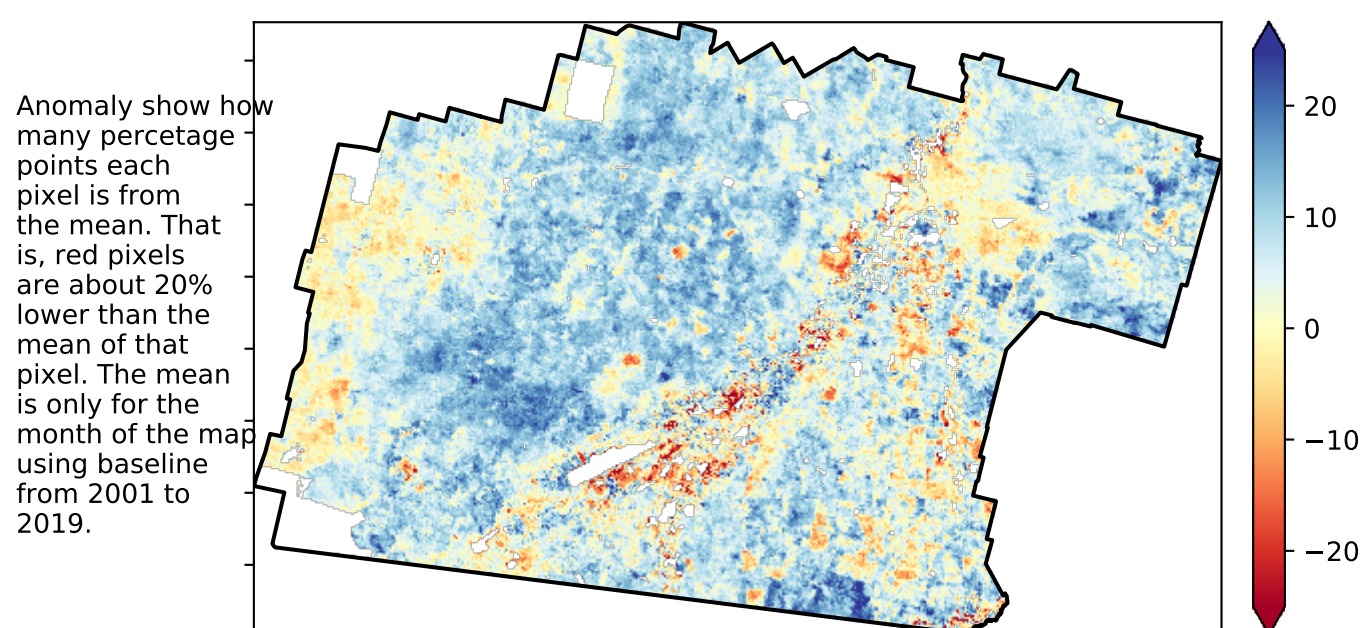 Anomaly show how
many percetage
points each
pixel is from
the mean. That
is, red pixels
are about 20%
lower than the
mean of that
pixel. The mean
is only for the
month of the map
using baseline
from 2001 to
2019.
20
10
0
−10
−20